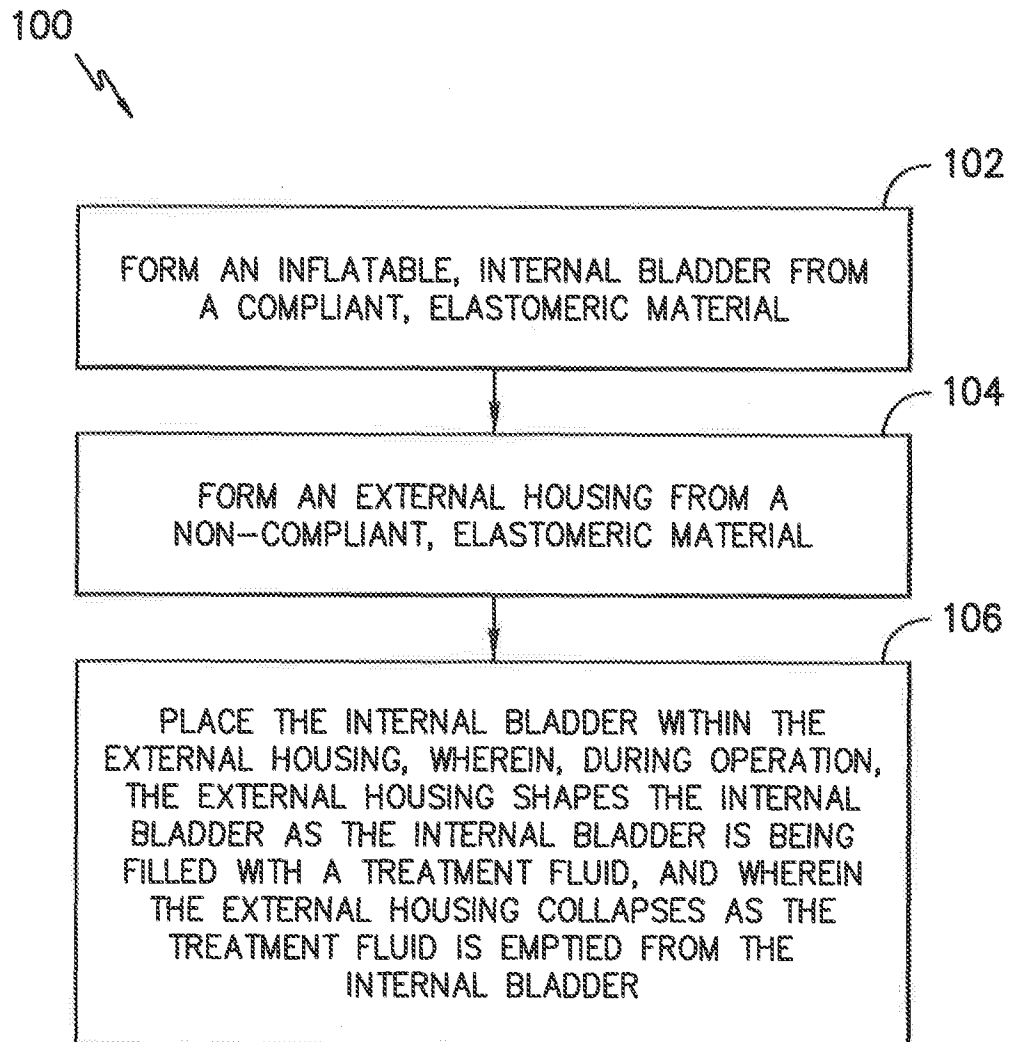 100
102
FORM AN INFLATABLE, INTERNAL BLADDER FROM
A COMPLIANT, ELASTOMERIC MATERIAL
104
FORM AN EXTERNAL HOUSING FROM A
NON-COMPLIANT, ELASTOMERIC MATERIAL
106
PLACE THE INTERNAL BLADDER WITHIN THE
EXTERNAL HOUSING, WHEREIN, DURING OPERATION,
THE EXTERNAL HOUSING SHAPES THE INTERNAL
BLADDER AS THE INTERNAL BLADDER IS BEING
FILLED WITH A TREATMENT FLUID, AND WHEREIN
THE EXTERNAL HOUSING COLLAPSES AS THE
TREATMENT FLUID IS EMPTIED FROM THE
INTERNAL BLADDER